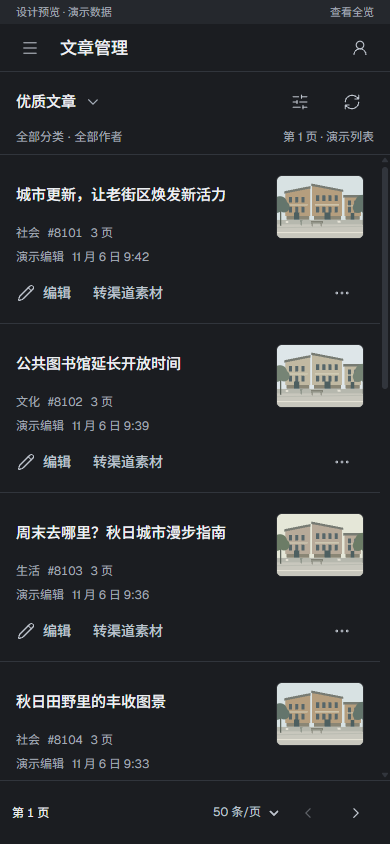 设计预览 · 演示数据 查看全览
文章管理
优质文章
全部分类 · 全部作者 第 1 页 · 演示列表
城市更新，让老街区焕发新活力
社会 #8101 3 页
演示编辑 11 月 6 日 9:42
编辑 转渠道素材
公共图书馆延长开放时间
文化 #8102 3 页
演示编辑 11 月 6 日 9:39
编辑 转渠道素材
周末去哪里？秋日城市漫步指南
生活 #8103 3 页
演示编辑 11 月 6 日 9:36
编辑 转渠道素材
秋日田野里的丰收图景
社会 #8104 3 页
演示编辑 11 月 6 日 9:33
第 1 页 50 条/页